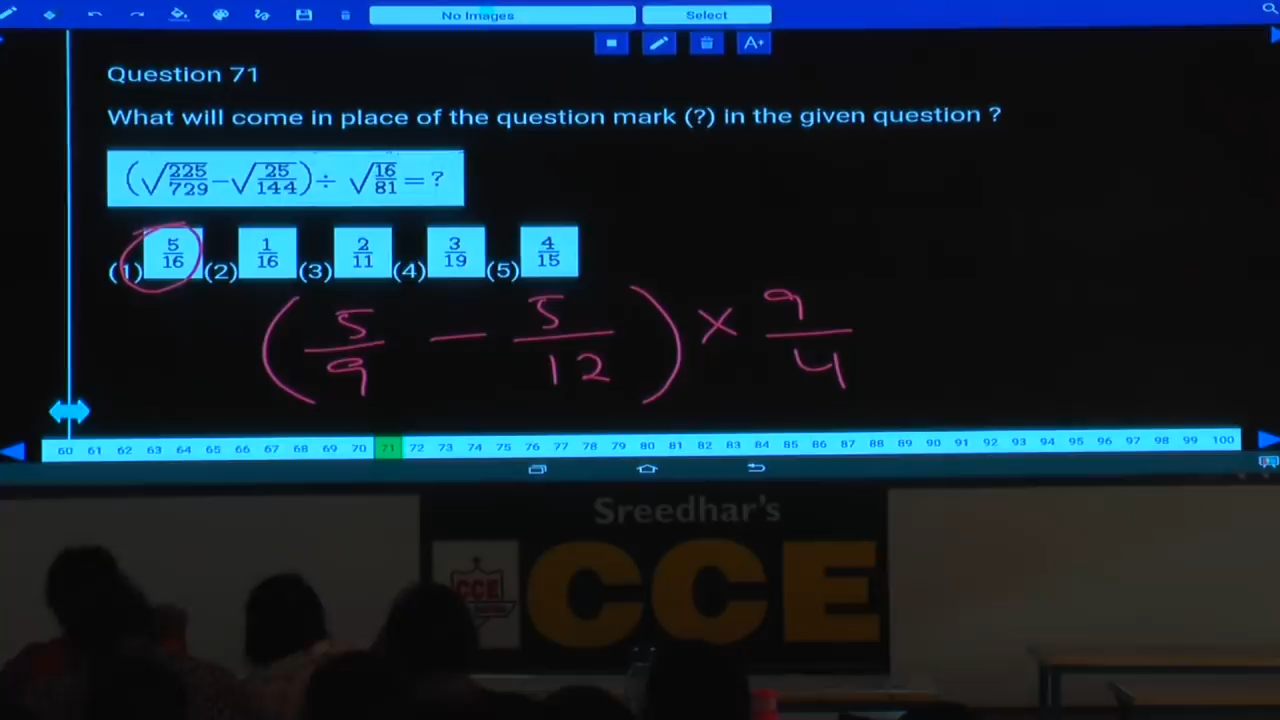 No Images Select
A+
Question 71
What will come in place of the question mark (?) in the given question ?
(√225/729 − √25/144) ÷ √16/81 = ?
(1) 5/16 (2) 1/16 (3) 2/11 (4) 3/19 (5) 4/15
(5/9 − 5/12) × 9/4
60 61 62 63 64 65 66 67 68 69 70 71 72 73 74 75 76 77 78 79 80 81 82 83 84 85 86 87 88 89 90 91 92 93 94 95 96 97 98 99 100
Sreedhar's
CCE
CCE